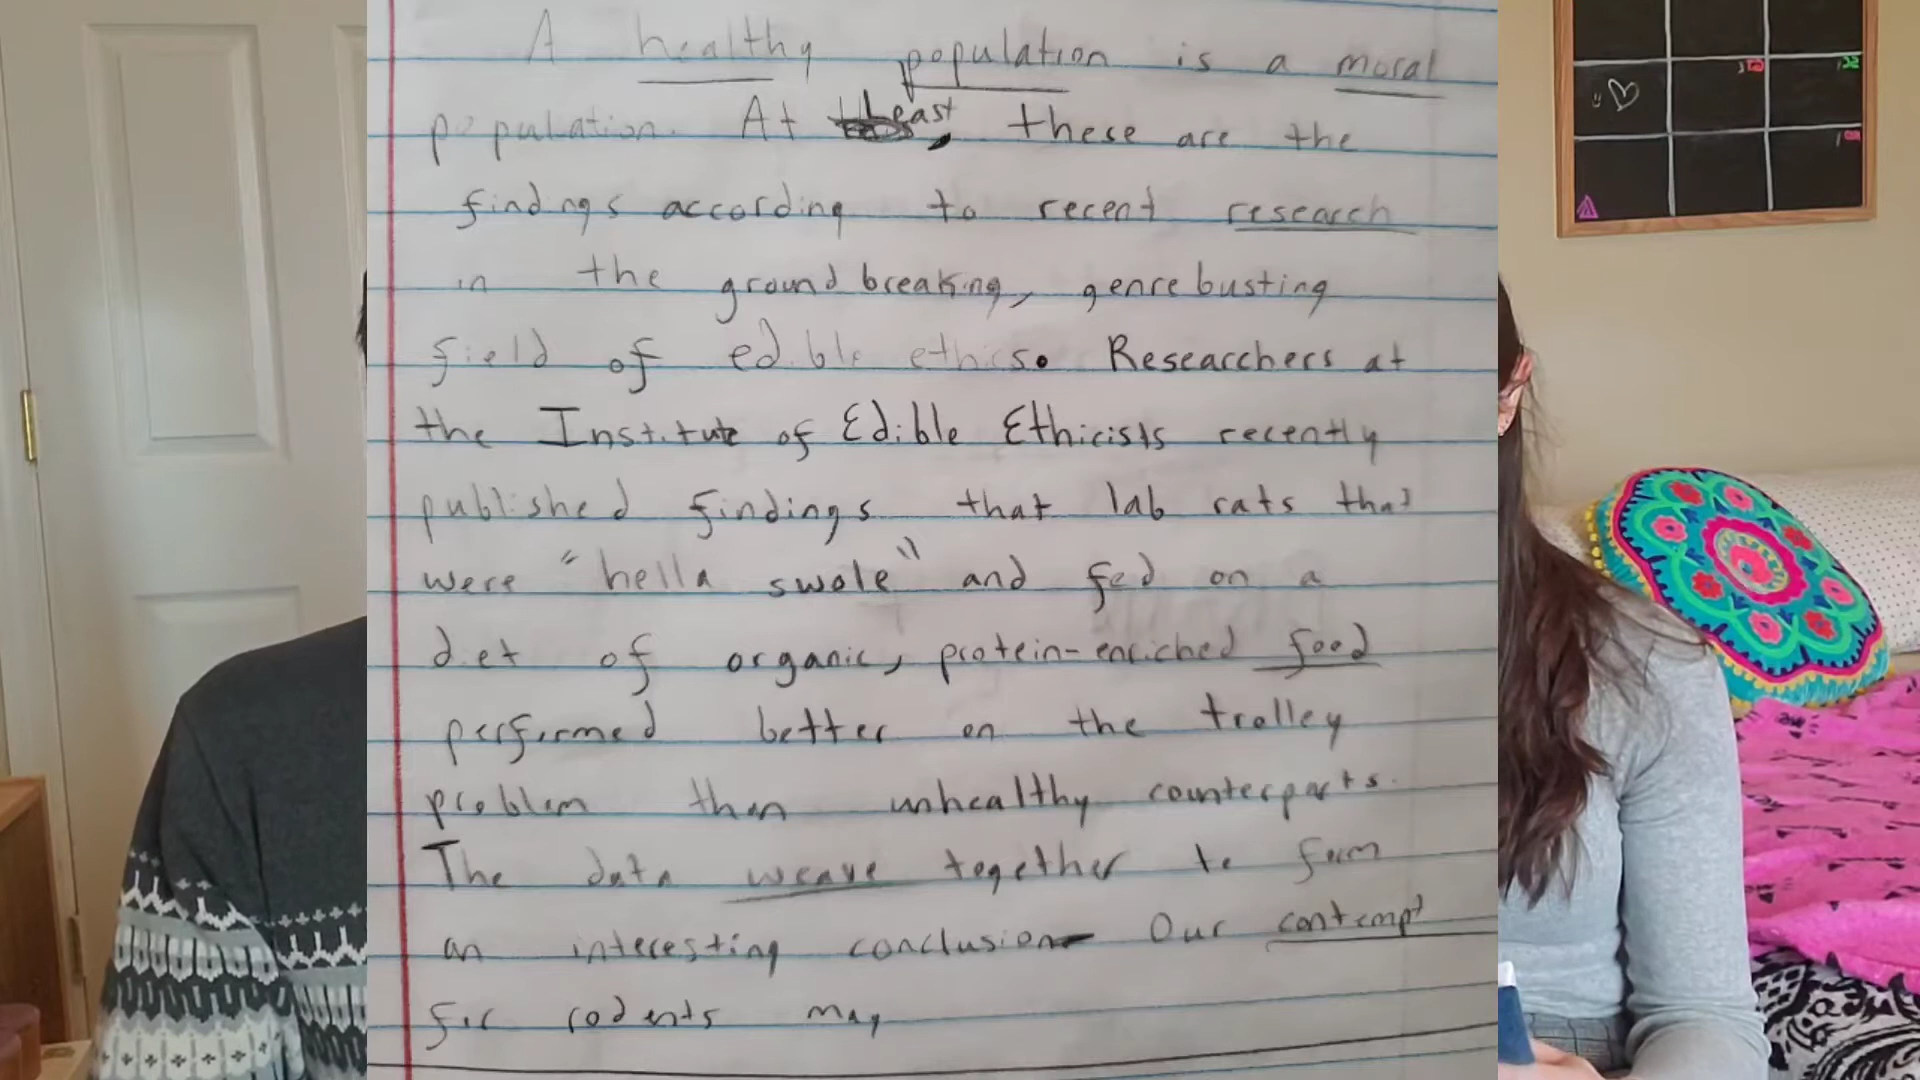 A healthy population is a moral
population. At least, these are the
findings according to recent research
in the groundbreaking, genrebusting
field of edible ethics. Researchers at
the Institute of Edible Ethicists recently
published findings that lab rats that
were "hella swole" and fed on a
diet of organic, protein-enriched food
performed better on the trolley
problem than unhealthy counterparts.
The data weave together to form
an interesting conclusion Our contempt
for rodents may